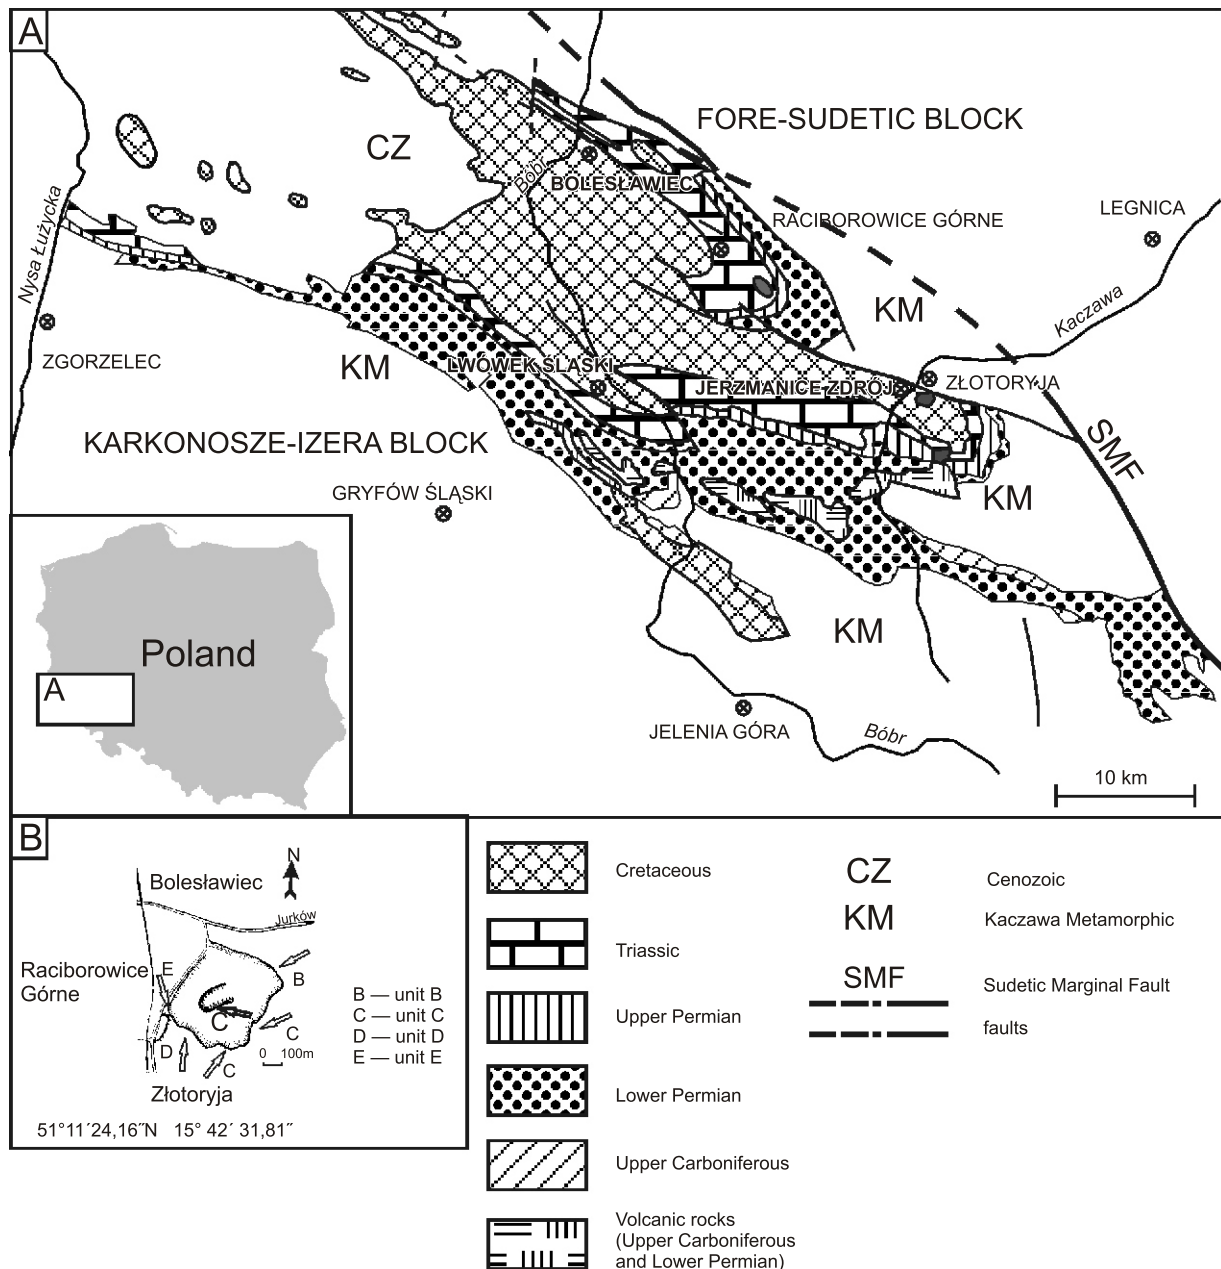 A
FORE-SUDETIC BLOCK
CZ
Bóbr
BOLESŁAWIEC
RACIBOROWICE GÓRNE
LEGNICA
Nysa Łużycka
KM
Kaczawa
ZGORZELEC
KM
LWÓWEK ŚLĄSKI
JERZMANICE ZDRÓJ
ZŁOTORYJA
KARKONOSZE-IZERA BLOCK
SMF
GRYFÓW ŚLĄSKI
KM
KM
Poland
A
JELENIA GÓRA
Bóbr
10 km
B
N
Bolesławiec
Jurków
Raciborowice
Górne
E
B
C
C
D
C
0 100m
Złotoryja
B — unit B
C — unit C
D — unit D
E — unit E
51°11´24,16˝N 15° 42´ 31,81˝
Cretaceous
Triassic
Upper Permian
Lower Permian
Upper Carboniferous
Volcanic rocks
(Upper Carboniferous
and Lower Permian)
CZ Cenozoic
KM Kaczawa Metamorphic
SMF Sudetic Marginal Fault
faults